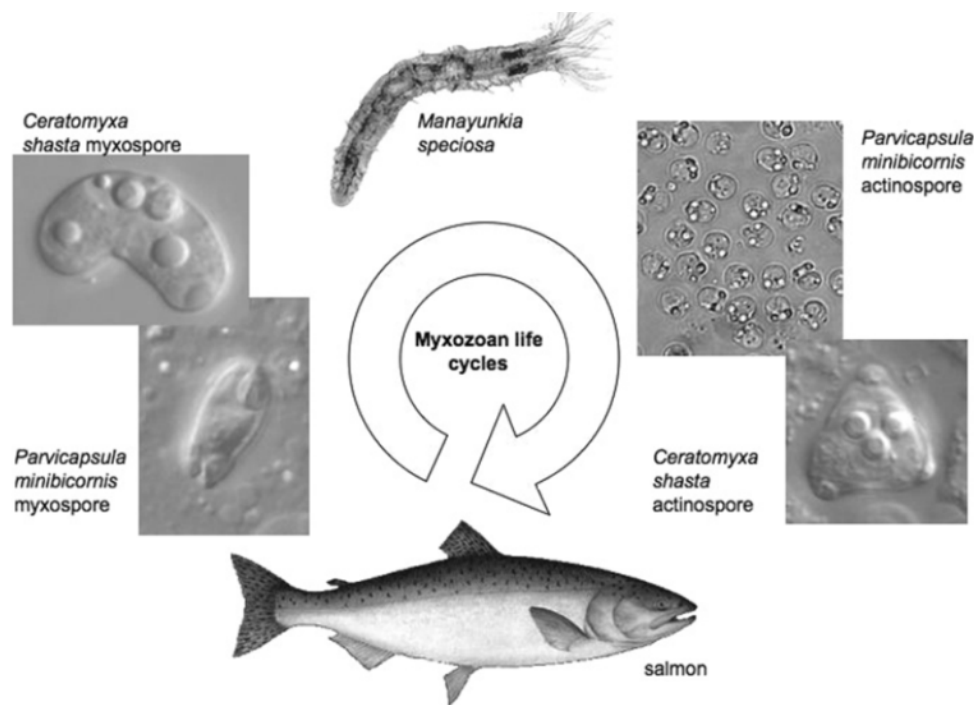 Ceratomyxa
shasta myxospore
Manayunkia
speciosa
Parvicapsula
minibicornis
actinospore
Myxozoan life
cycles
Parvicapsula
minibicornis
myxospore
Ceratomyxa
shasta
actinospore
salmon